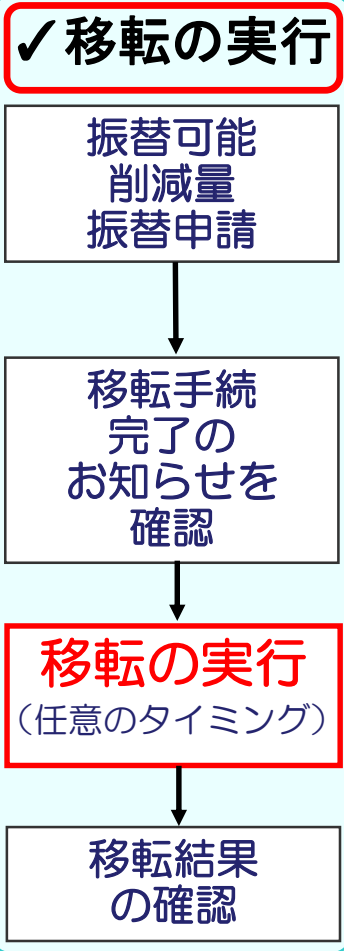 ✓移転の実行
振替可能
削減量
振替申請
移転手続
完了の
お知らせを
確認
移転の実行
（任意のタイミング）
移転結果
の確認